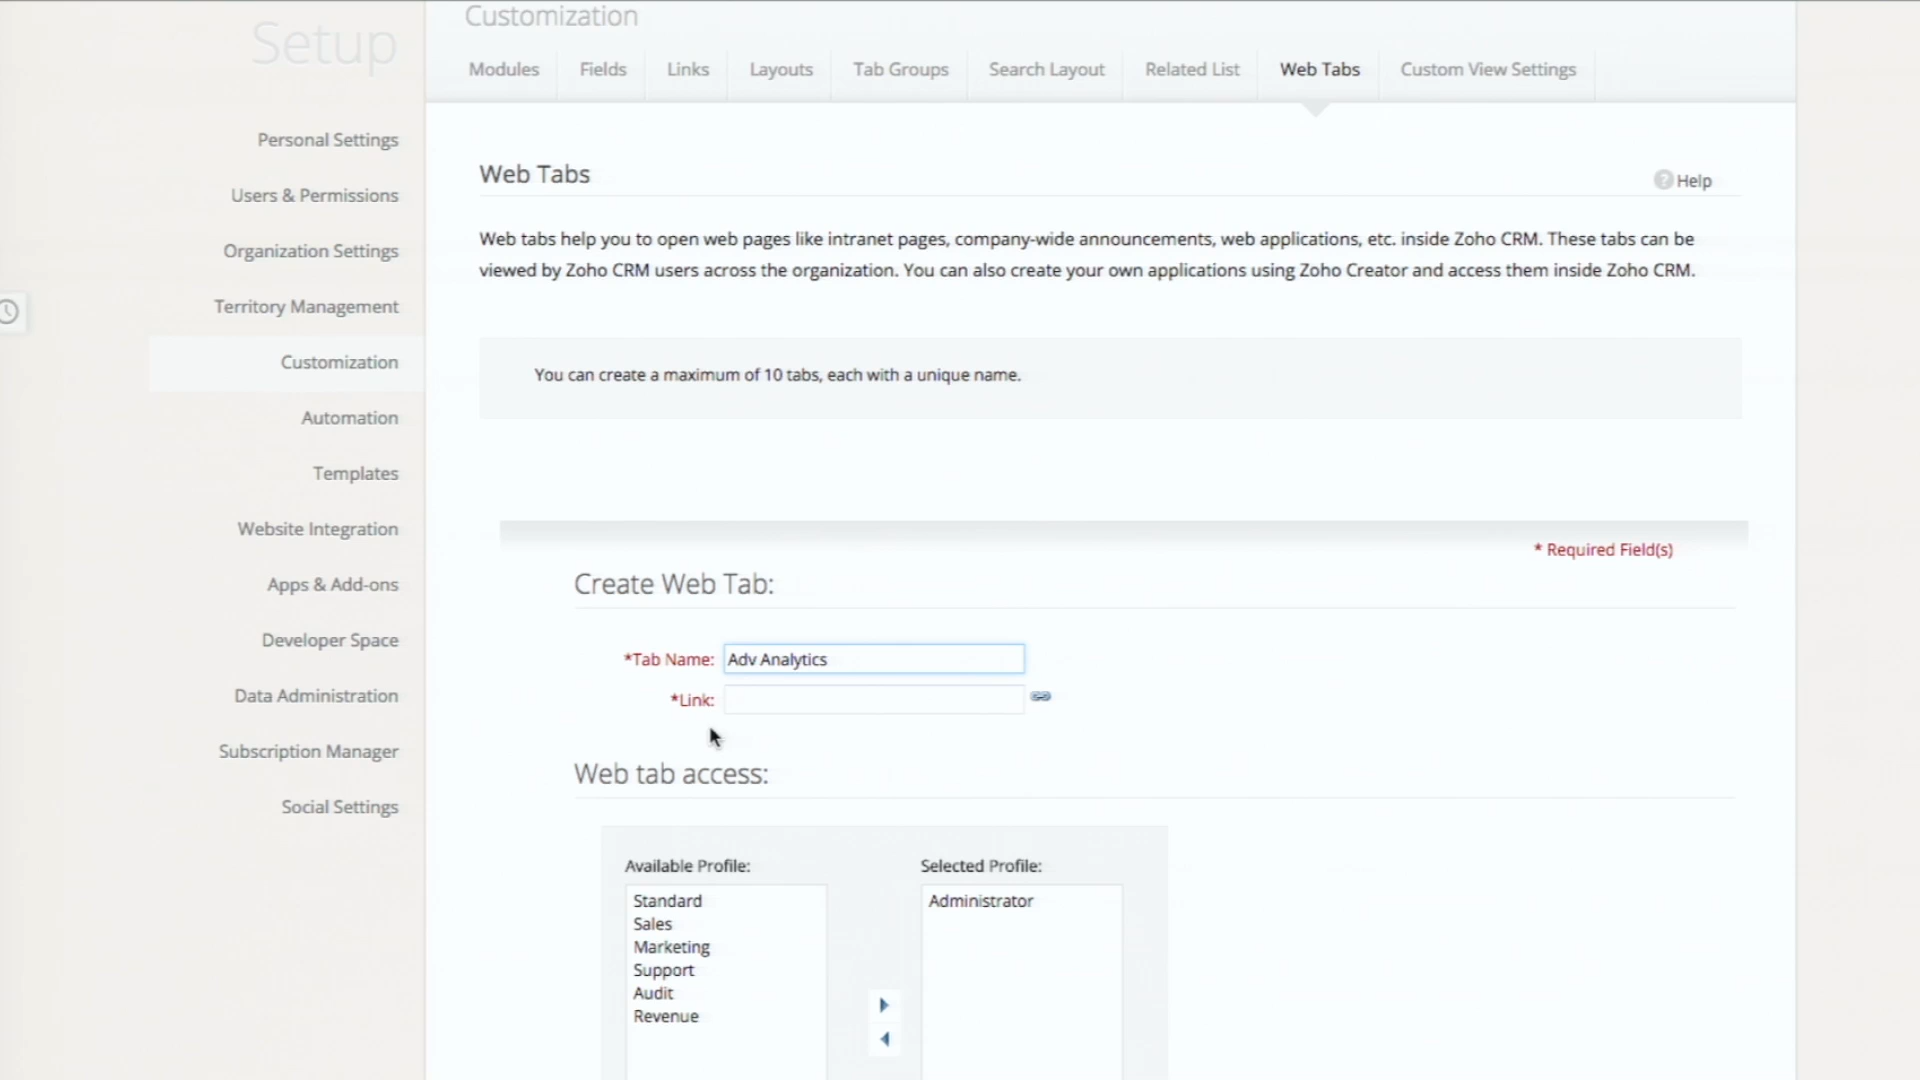 Setup
Personal Settings
Users & Permissions
Organization Settings
Territory Management
Customization
Automation
Templates
Website Integration
Apps & Add-ons
Developer Space
Data Administration
Subscription Manager
Social Settings
Customization
Modules
Fields
Links
Layouts
Tab Groups
Search Layout
Related List
Web Tabs
Custom View Settings
Web Tabs
? Help
Web tabs help you to open web pages like intranet pages, company-wide announcements, web applications, etc. inside Zoho CRM. These tabs can be
viewed by Zoho CRM users across the organization. You can also create your own applications using Zoho Creator and access them inside Zoho CRM.
You can create a maximum of 10 tabs, each with a unique name.
* Required Field(s)
Create Web Tab:
*Tab Name: Adv Analytics
*Link:
Web tab access:
Available Profile:
Standard
Sales
Marketing
Support
Audit
Revenue
Selected Profile:
Administrator